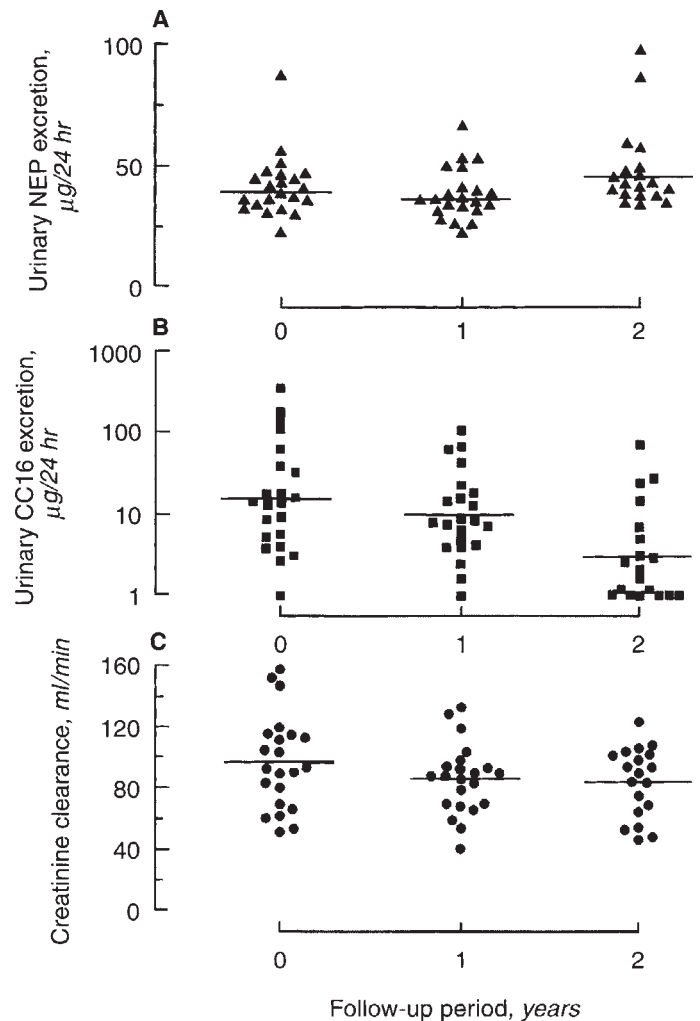 A
Urinary NEP excretion,
µg/24 hr
100
50
0
0 1 2
B
Urinary CC16 excretion,
µg/24 hr
1000
100
10
1
0 1 2
C
Creatinine clearance, ml/min
160
120
80
40
0
0 1 2
Follow-up period, years